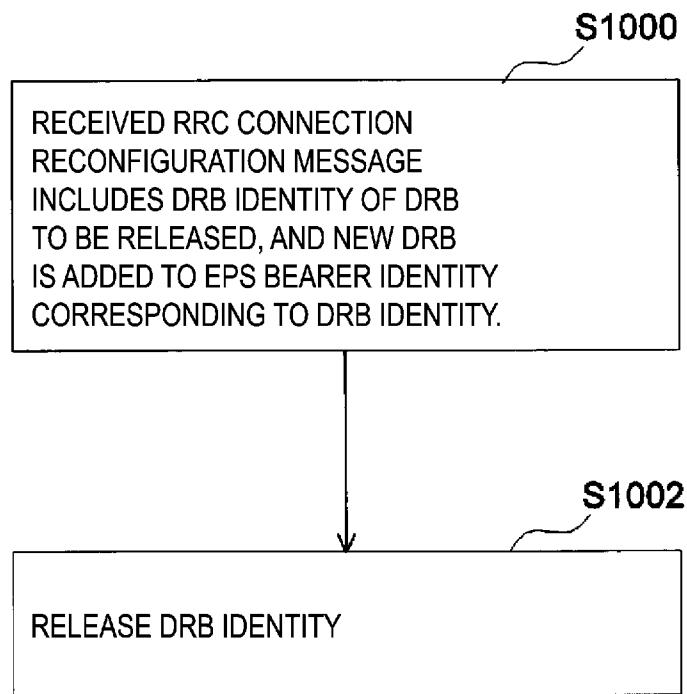 S1000
RECEIVED RRC CONNECTION
RECONFIGURATION MESSAGE
INCLUDES DRB IDENTITY OF DRB
TO BE RELEASED, AND NEW DRB
IS ADDED TO EPS BEARER IDENTITY
CORRESPONDING TO DRB IDENTITY.
S1002
RELEASE DRB IDENTITY